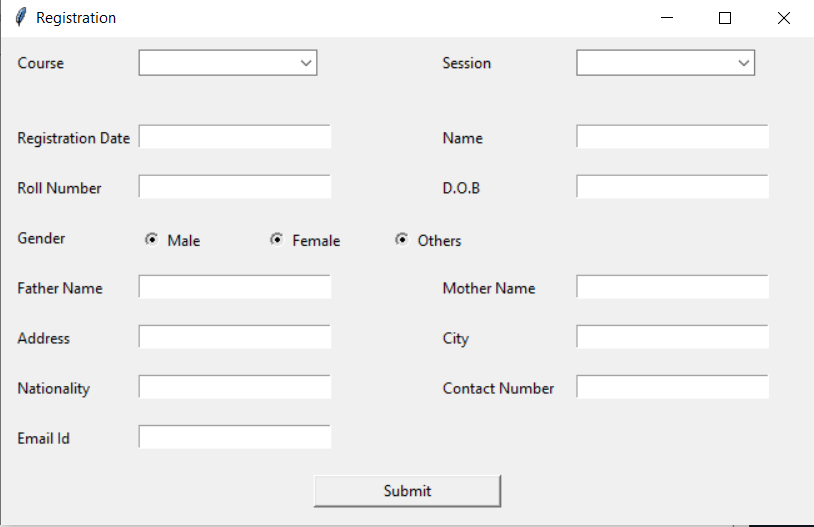 Registration
Course Session
Registration Date Name
Roll Number D.O.B
Gender Male Female Others
Father Name Mother Name
Address City
Nationality Contact Number
Email Id
Submit